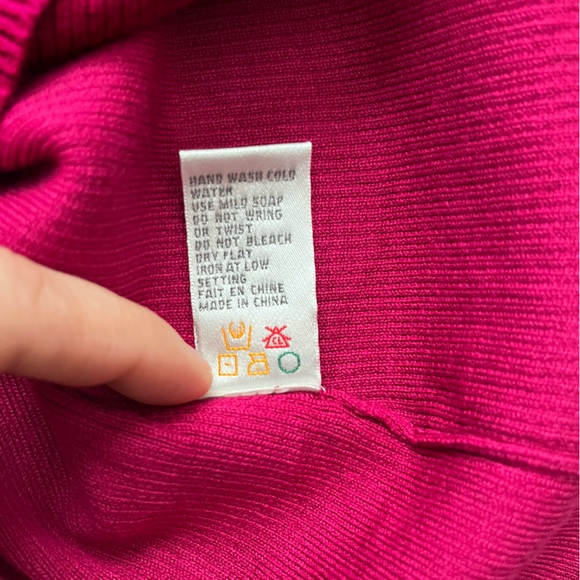 HAND WASH COLD
WATER
USE MILD SOAP
DO NOT WRING
OR TWIST
DO NOT BLEACH
DRY FLAT
IRON AT LOW
SETTING
FAIT EN CHINE
MADE IN CHINA
CL